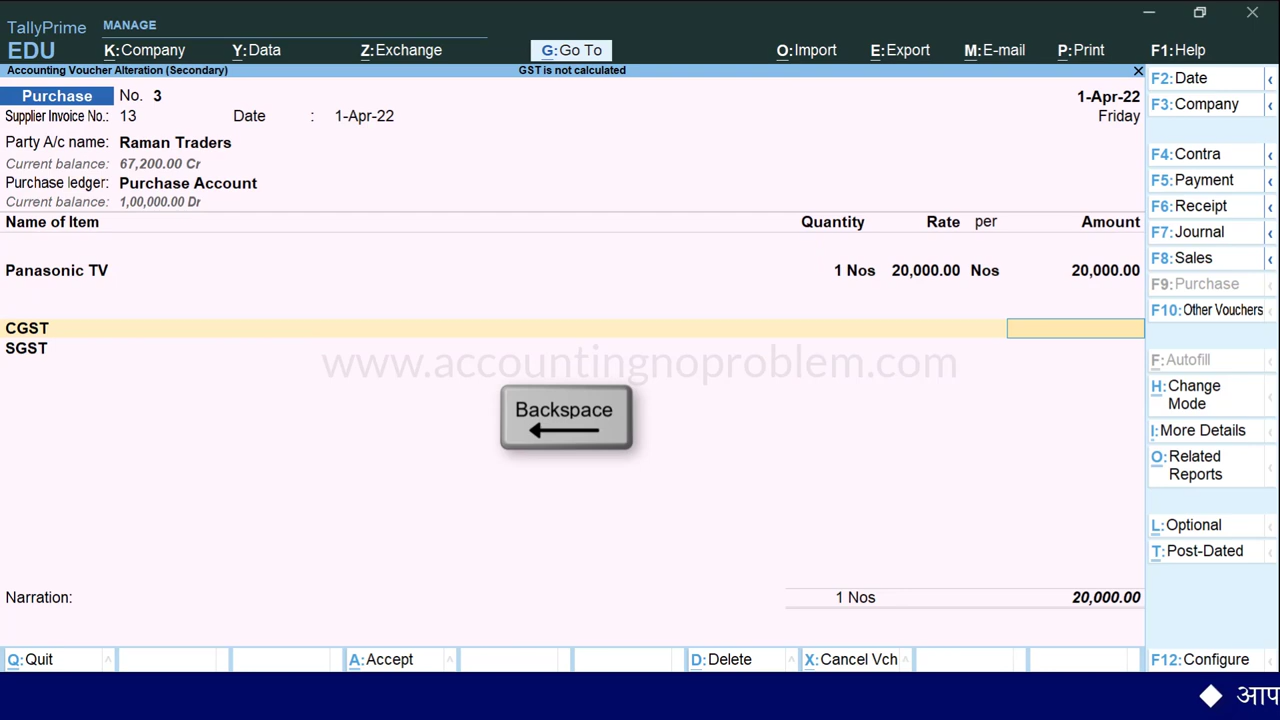 TallyPrime MANAGE
EDU K:Company Y:Data Z:Exchange G:Go To O:Import E:Export M:E-mail P:Print F1:Help
Accounting Voucher Alteration (Secondary) GST is not calculated
Purchase No. 3 1-Apr-22
Supplier Invoice No.: 13 Date : 1-Apr-22 Friday
Party A/c name: Raman Traders
Current balance: 67,200.00 Cr
Purchase ledger: Purchase Account
Current balance: 1,00,000.00 Dr
Name of Item Quantity Rate per Amount
Panasonic TV 1 Nos 20,000.00 Nos 20,000.00
CGST
SGST
www.accountingnoproblem.com
Backspace
Narration: 1 Nos 20,000.00
F2:Date
F3:Company
F4:Contra
F5:Payment
F6:Receipt
F7:Journal
F8:Sales
F9:Purchase
F10:Other Vouchers
F:Autofill
H:Change
Mode
I:More Details
O:Related
Reports
L:Optional
T:Post-Dated
Q:Quit A:Accept D:Delete X:Cancel Vch F12:Configure